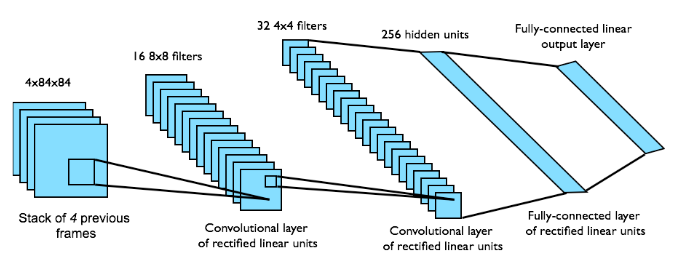 32 4x4 filters
256 hidden units
Fully-connected linear
output layer
16 8x8 filters
4x84x84
Stack of 4 previous
frames
Convolutional layer
of rectified linear units
Convolutional layer
of rectified linear units
Fully-connected layer
of rectified linear units